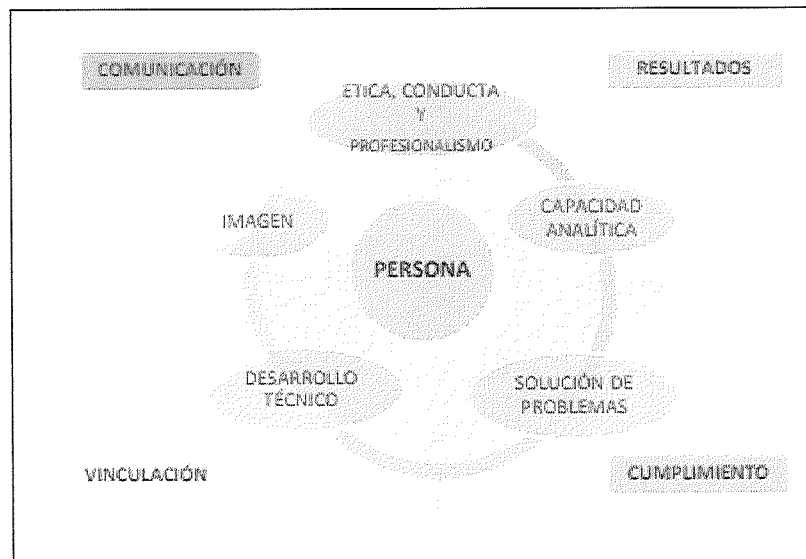 COMUNICACIÓN
RESULTADOS
ETICA, CONDUCTA
Y
PROFESIONALISMO
IMAGEN
CAPACIDAD
ANALÍTICA
PERSONA
DESARROLLO
TÉCNICO
SOLUCIÓN DE
PROBLEMAS
VINCULACIÓN
CUMPLIMIENTO